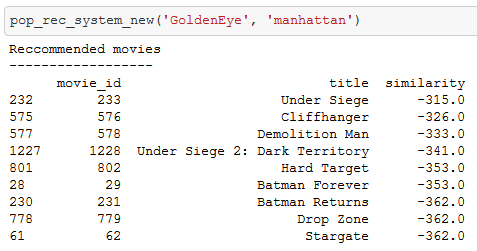 pop_rec_system_new('GoldenEye', 'manhattan')
Reccommended movies
------------------
movie_id title similarity
232 233 Under Siege -315.0
575 576 Cliffhanger -326.0
577 578 Demolition Man -333.0
1227 1228 Under Siege 2: Dark Territory -341.0
801 802 Hard Target -353.0
28 29 Batman Forever -353.0
230 231 Batman Returns -362.0
778 779 Drop Zone -362.0
61 62 Stargate -362.0